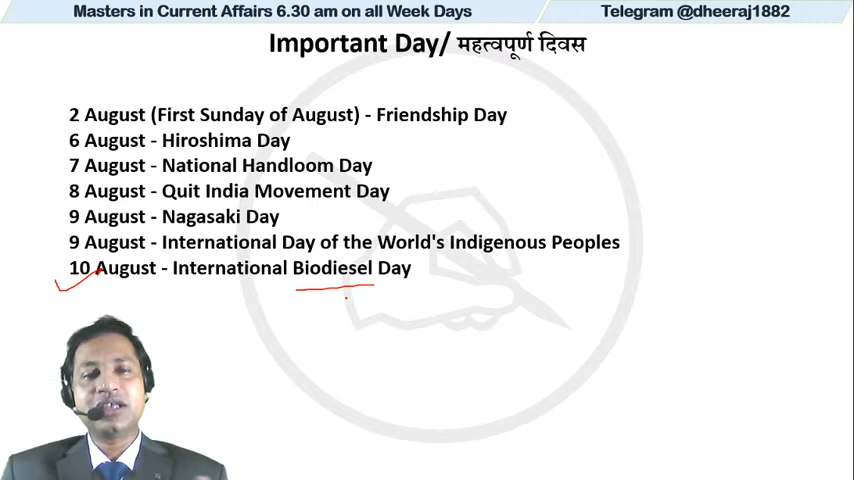 Masters in Current Affairs 6.30 am on all Week Days
Telegram @dheeraj1882
Important Day/ महत्वपूर्ण दिवस
2 August (First Sunday of August) - Friendship Day
6 August - Hiroshima Day
7 August - National Handloom Day
8 August - Quit India Movement Day
9 August - Nagasaki Day
9 August - International Day of the World's Indigenous Peoples
10 August - International Biodiesel Day